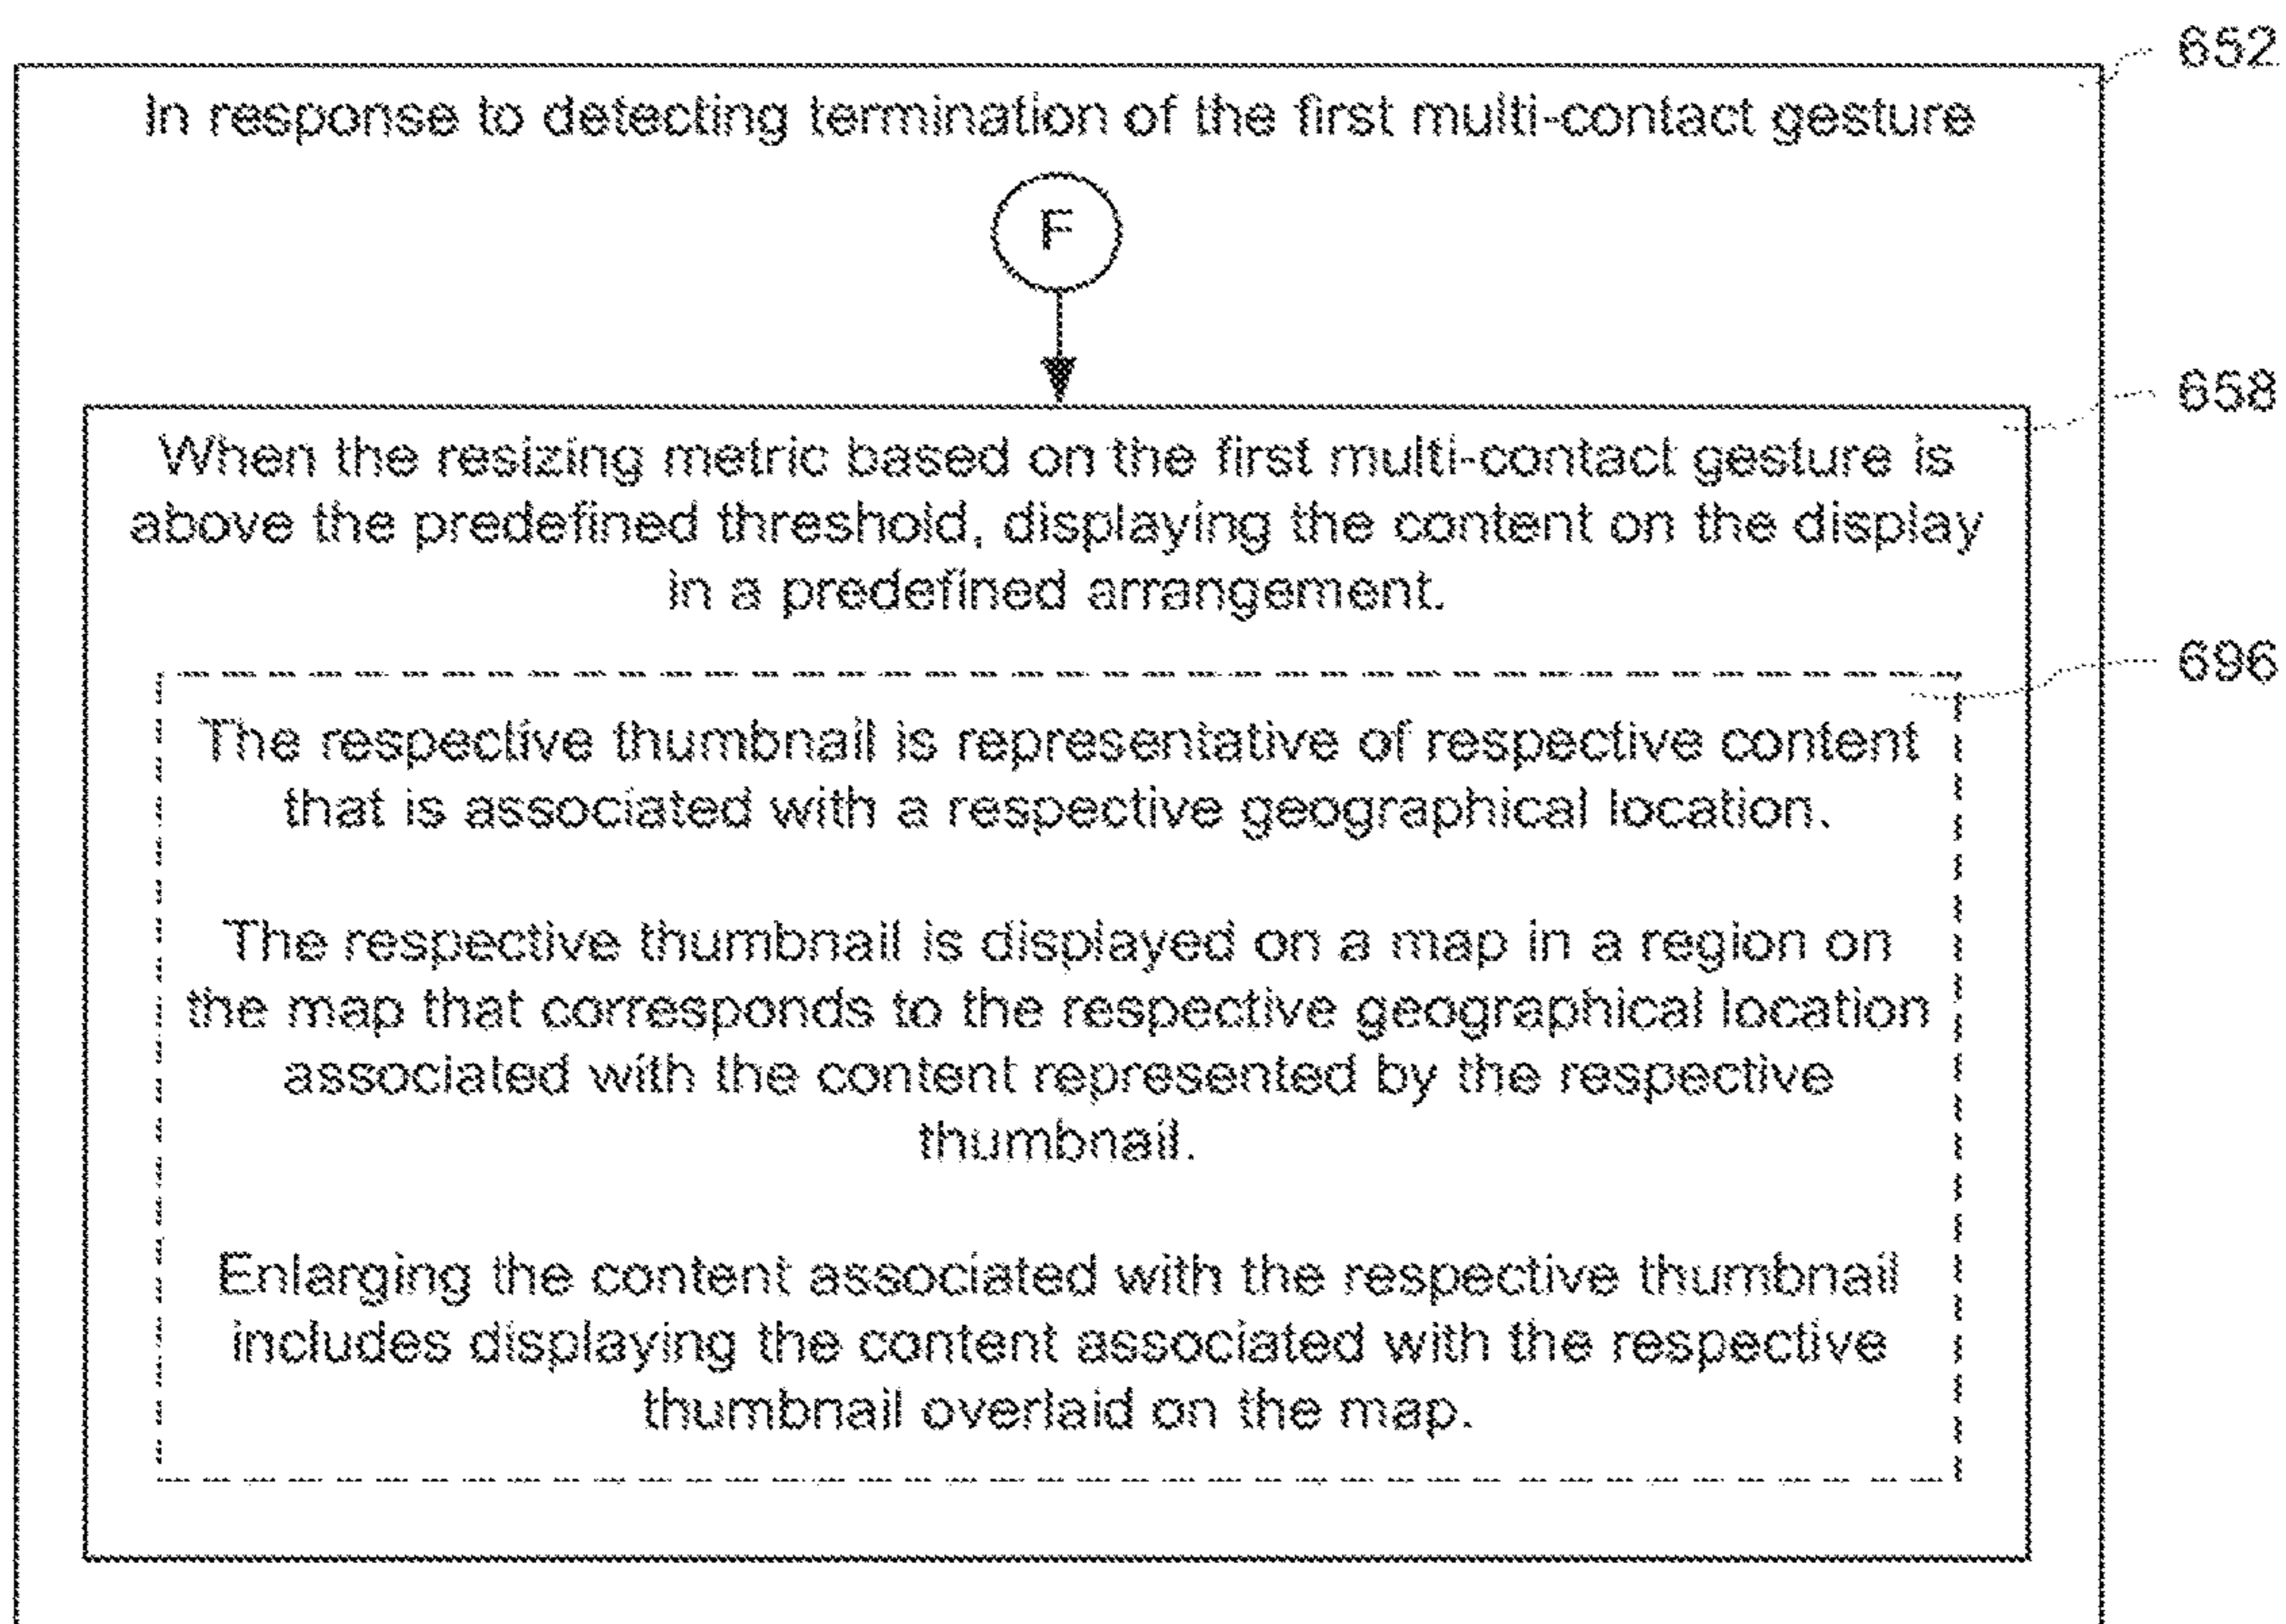 652
In response to detecting termination of the first multi-contact gesture
F
658
When the resizing metric based on the first multi-contact gesture is
above the predefined threshold, displaying the content on the display
in a predefined arrangement.
696
The respective thumbnail is representative of respective content
that is associated with a respective geographical location.
The respective thumbnail is displayed on a map in a region on
the map that corresponds to the respective geographical location
associated with the content represented by the respective
thumbnail.
Enlarging the content associated with the respective thumbnail
includes displaying the content associated with the respective
thumbnail overlaid on the map.